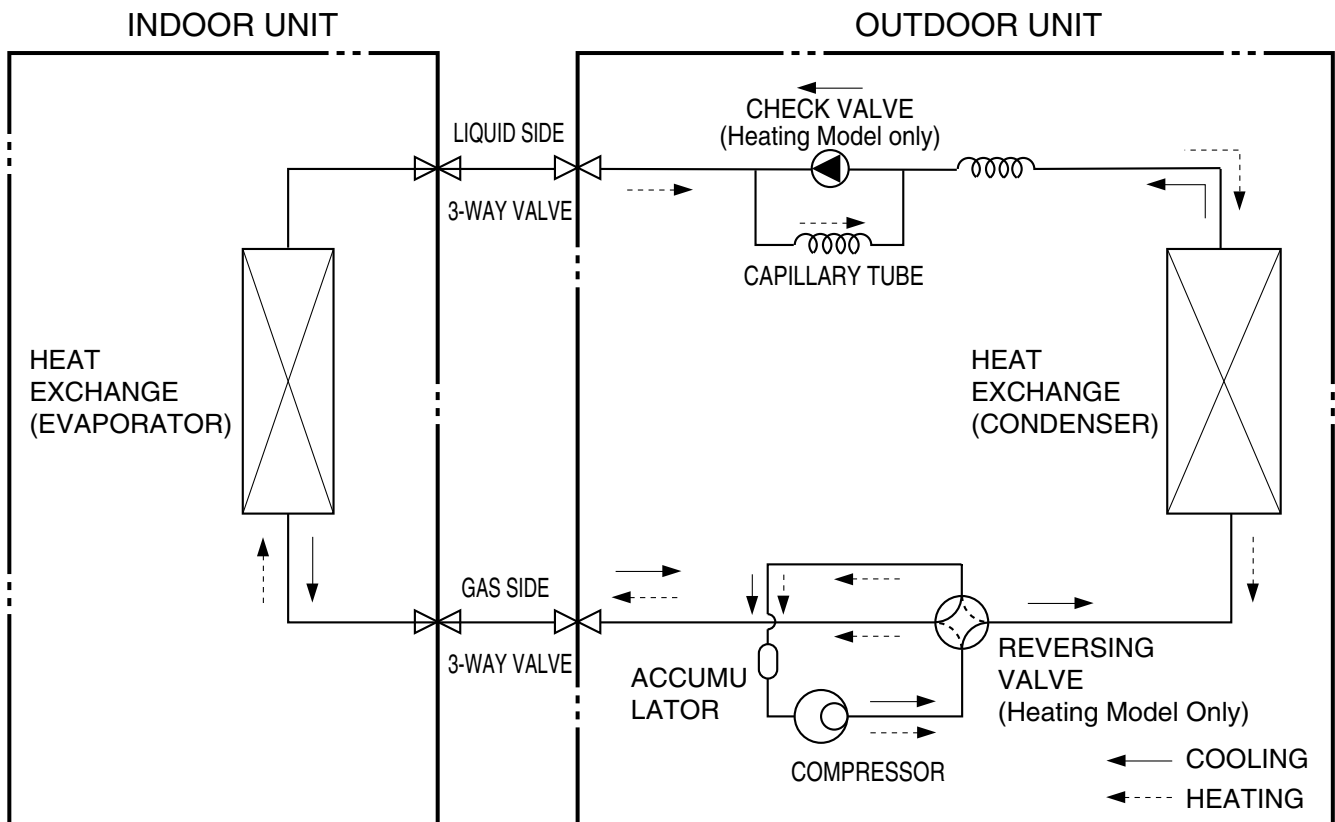 INDOOR UNIT
OUTDOOR UNIT
CHECK VALVE
(Heating Model only)
LIQUID SIDE
3-WAY VALVE
CAPILLARY TUBE
HEAT
EXCHANGE
(EVAPORATOR)
HEAT
EXCHANGE
(CONDENSER)
GAS SIDE
3-WAY VALVE
ACCUMU
LATOR
COMPRESSOR
REVERSING
VALVE
(Heating Model Only)
COOLING
HEATING